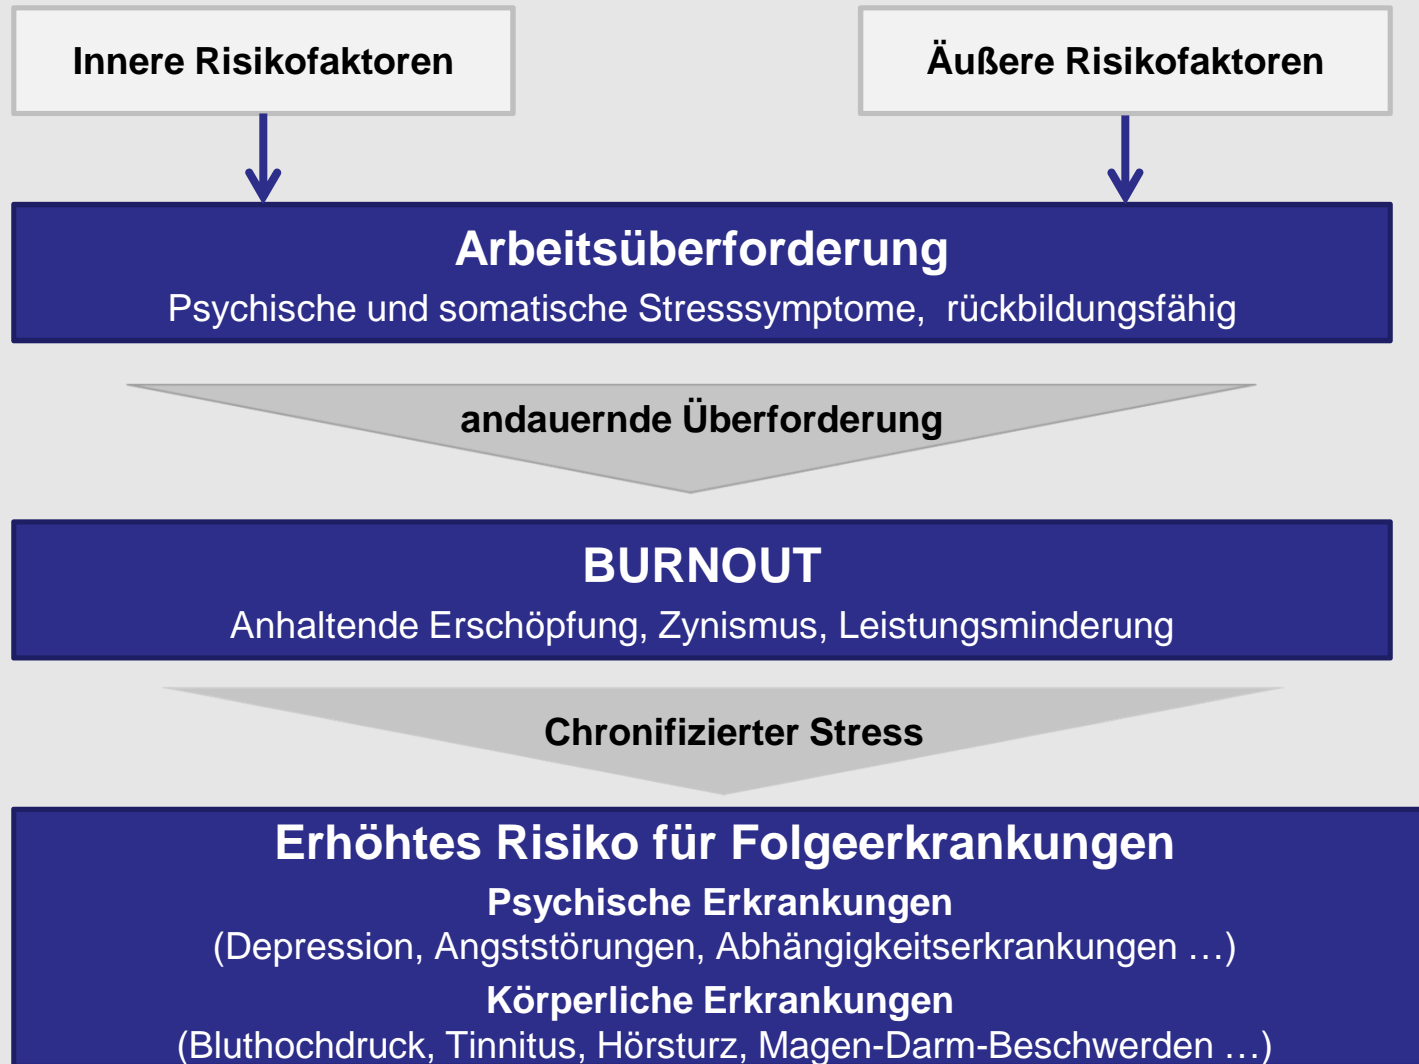 Innere Risikofaktoren
Äußere Risikofaktoren
Arbeitsüberforderung
Psychische und somatische Stresssymptome,  rückbildungsfähig
andauernde Überforderung
BURNOUT
Anhaltende Erschöpfung, Zynismus, Leistungsminderung
Chronifizierter Stress
Erhöhtes Risiko für Folgeerkrankungen
Psychische Erkrankungen
(Depression, Angststörungen, Abhängigkeitserkrankungen …)
Körperliche Erkrankungen
(Bluthochdruck, Tinnitus, Hörsturz, Magen-Darm-Beschwerden …)